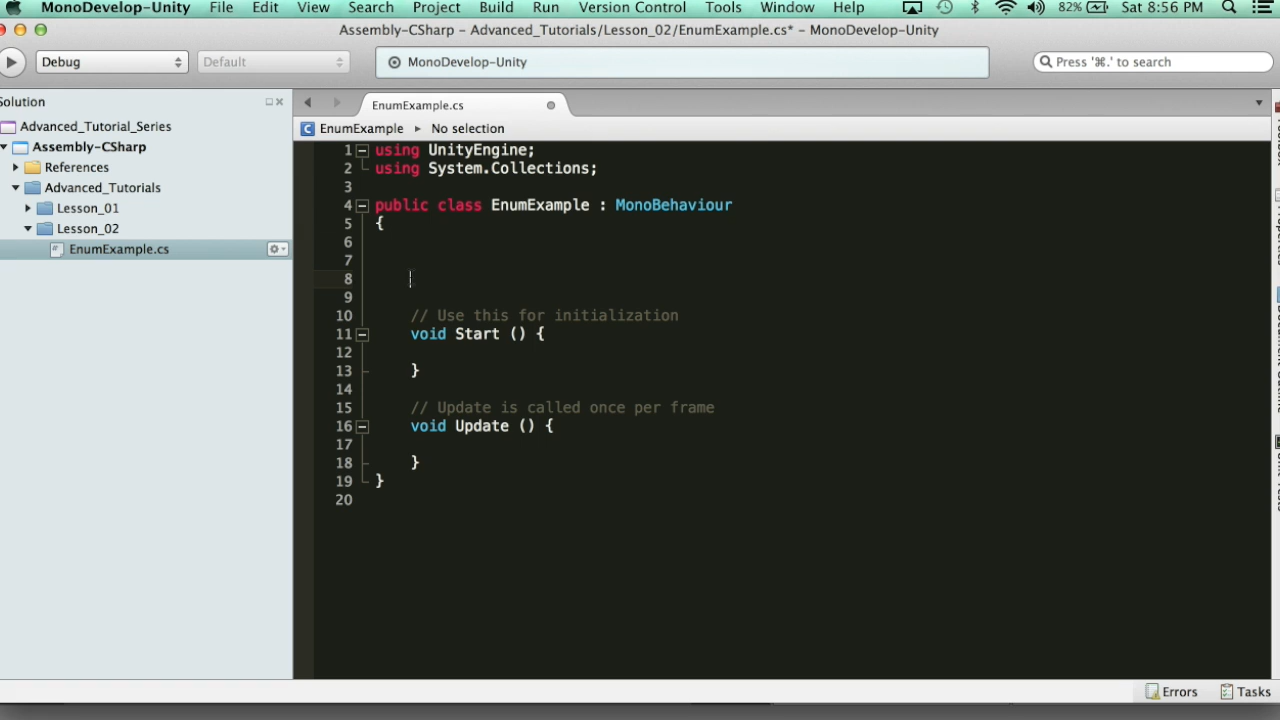 MonoDevelop-Unity File Edit View Search Project Build Run Version Control Tools Window Help 82% Sat 8:56 PM
Assembly-CSharp - Advanced_Tutorials/Lesson_02/EnumExample.cs* - MonoDevelop-Unity
Debug Default MonoDevelop-Unity Press '⌘.' to search
Solution
EnumExample.cs
Advanced_Tutorial_Series
Assembly-CSharp
References
Advanced_Tutorials
Lesson_01
Lesson_02
EnumExample.cs
EnumExample ▸ No selection
1 using UnityEngine;
2 using System.Collections;
3
4 public class EnumExample : MonoBehaviour
5 {
6
7
8
9
10 // Use this for initialization
11 void Start () {
12
13 }
14
15 // Update is called once per frame
16 void Update () {
17
18 }
19 }
20
Errors Tasks